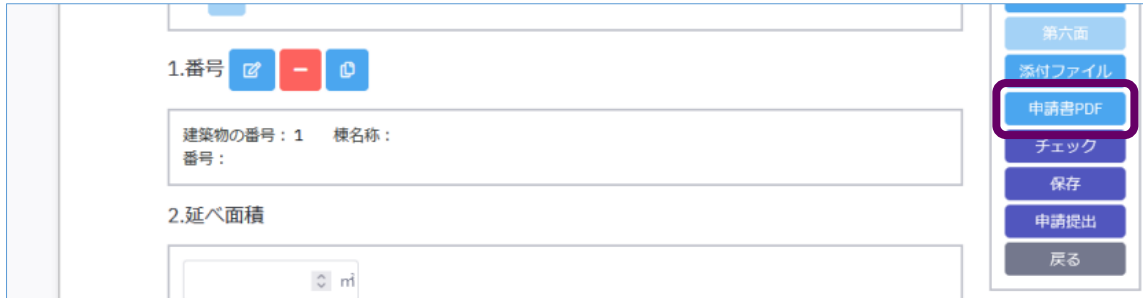 1.番号
建築物の番号：1　棟名称：
番号：
2.延べ面積
㎡
第六面
添付ファイル
申請書PDF
チェック
保存
申請提出
戻る